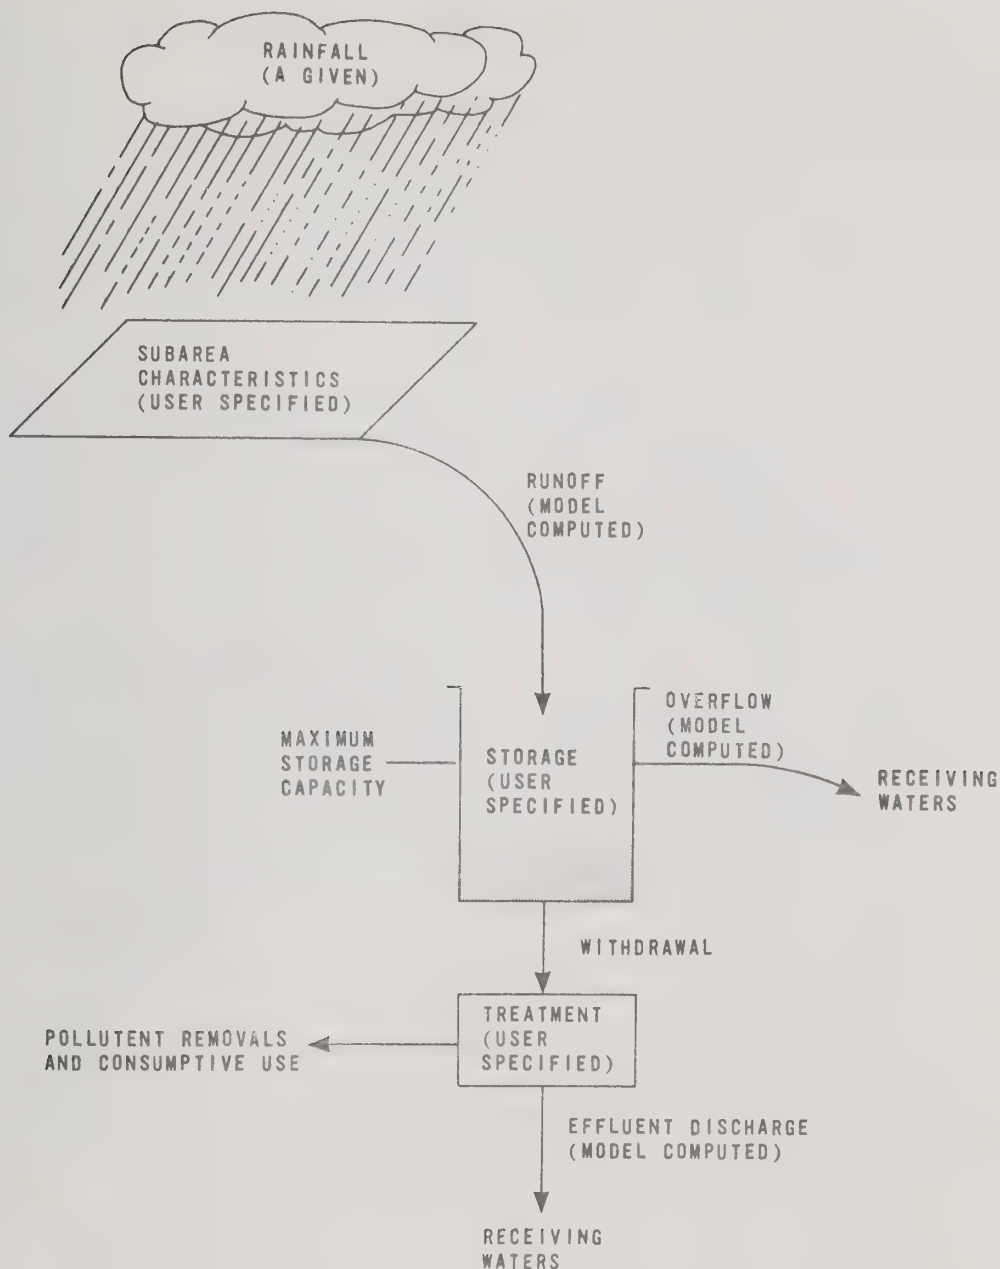 RAINFALL
(A GIVEN)
SUBAREA
CHARACTERISTICS
(USER SPECIFIED)
RUNOFF
(MODEL
COMPUTED)
OVERFLOW
(MODEL
COMPUTED)
MAXIMUM
STORAGE
CAPACITY
STORAGE
(USER
SPECIFIED)
RECEIVING
WATERS
WITHDRAWAL
TREATMENT
(USER
SPECIFIED)
POLLUTENT REMOVALS
AND CONSUMPTIVE USE
EFFLUENT DISCHARGE
(MODEL COMPUTED)
RECEIVING
WATERS